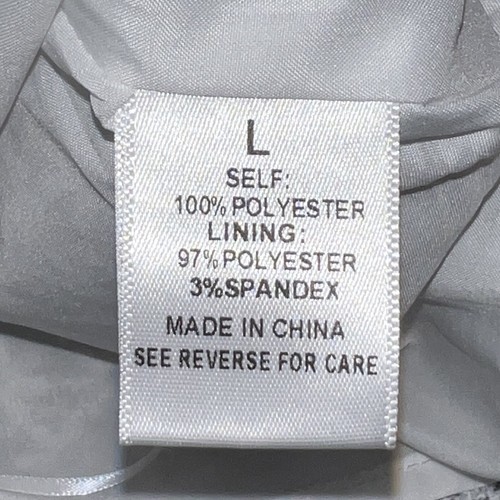 L
SELF:
100% POLYESTER
LINING:
97% POLYESTER
3%SPANDEX
MADE IN CHINA
SEE REVERSE FOR CARE